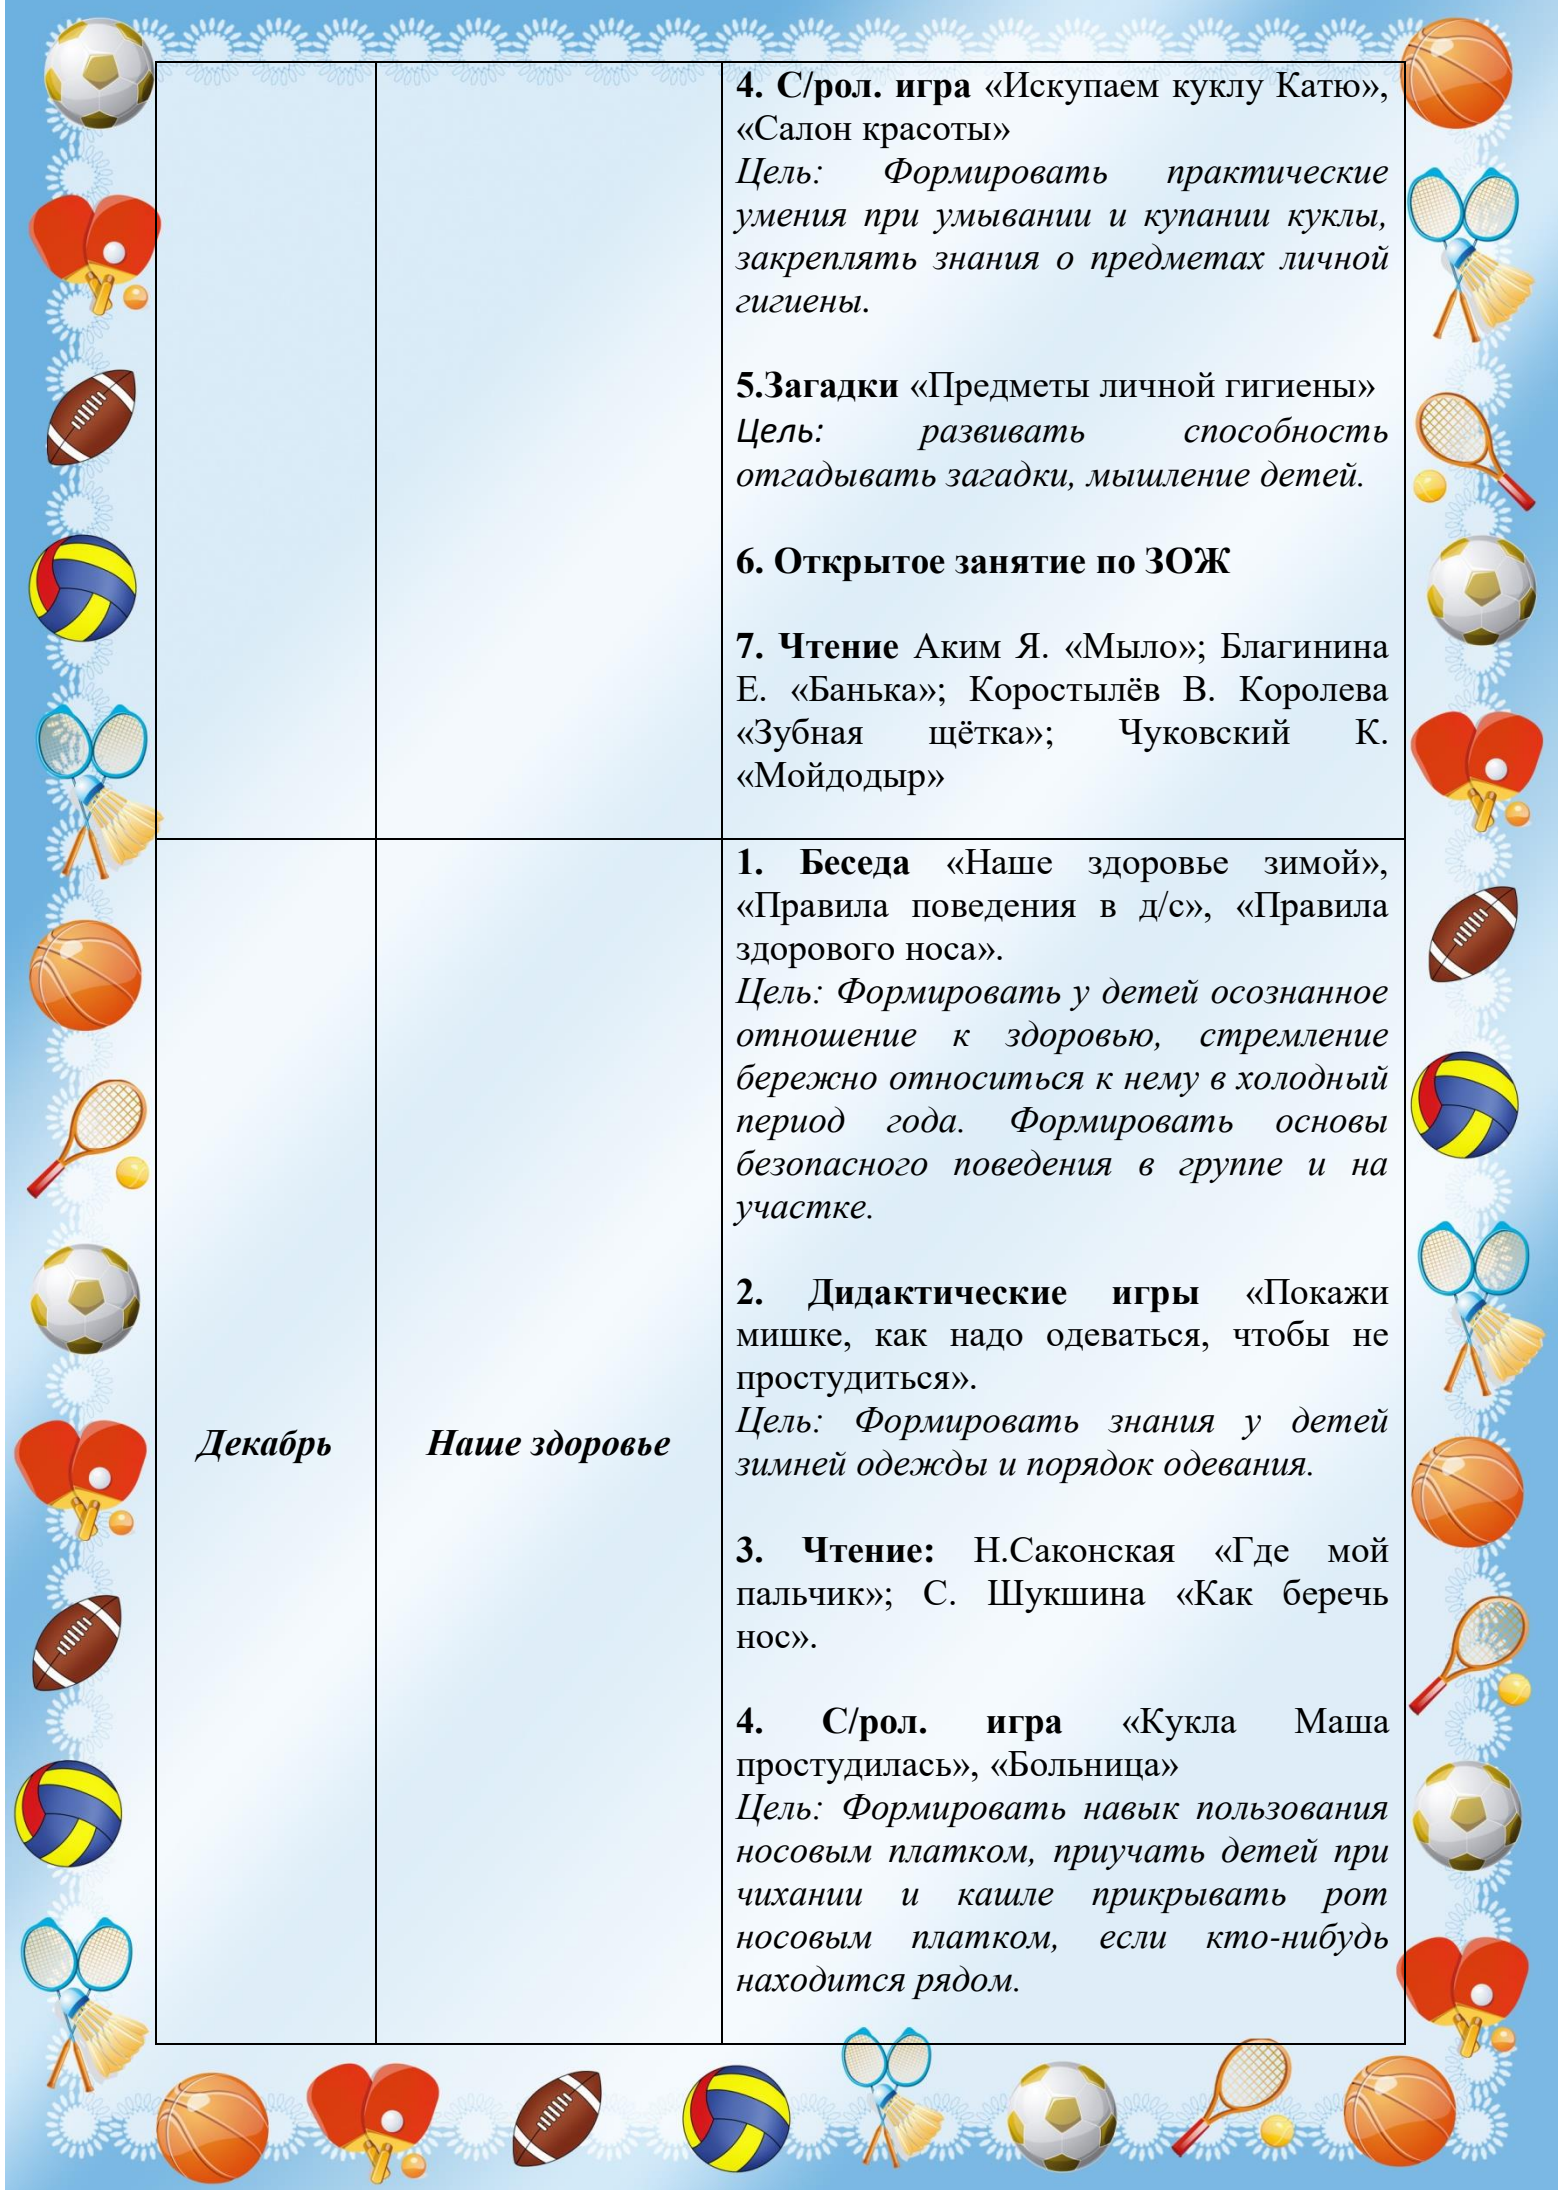 4. С/рол. игра «Искупаем куклу Катю»,
«Салон красоты»
Цель: Формировать практические
умения при умывании и купании куклы,
закреплять знания о предметах личной
гигиены.
5.Загадки «Предметы личной гигиены»
Цель: развивать способность
отгадывать загадки, мышление детей.
6. Открытое занятие по ЗОЖ
7. Чтение Аким Я. «Мыло»; Благинина
Е. «Банька»; Коростылёв В. Королева
«Зубная щётка»; Чуковский К.
«Мойдодыр»
Декабрь
Наше здоровье
1. Беседа «Наше здоровье зимой»,
«Правила поведения в д/с», «Правила
здорового носа».
Цель: Формировать у детей осознанное
отношение к здоровью, стремление
бережно относиться к нему в холодный
период года. Формировать основы
безопасного поведения в группе и на
участке.
2. Дидактические игры «Покажи
мишке, как надо одеваться, чтобы не
простудиться».
Цель: Формировать знания у детей
зимней одежды и порядок одевания.
3. Чтение: Н.Саконская «Где мой
пальчик»; С. Шукшина «Как беречь
нос».
4. С/рол. игра «Кукла Маша
простудилась», «Больница»
Цель: Формировать навык пользования
носовым платком, приучать детей при
чихании и кашле прикрывать рот
носовым платком, если кто-нибудь
находится рядом.